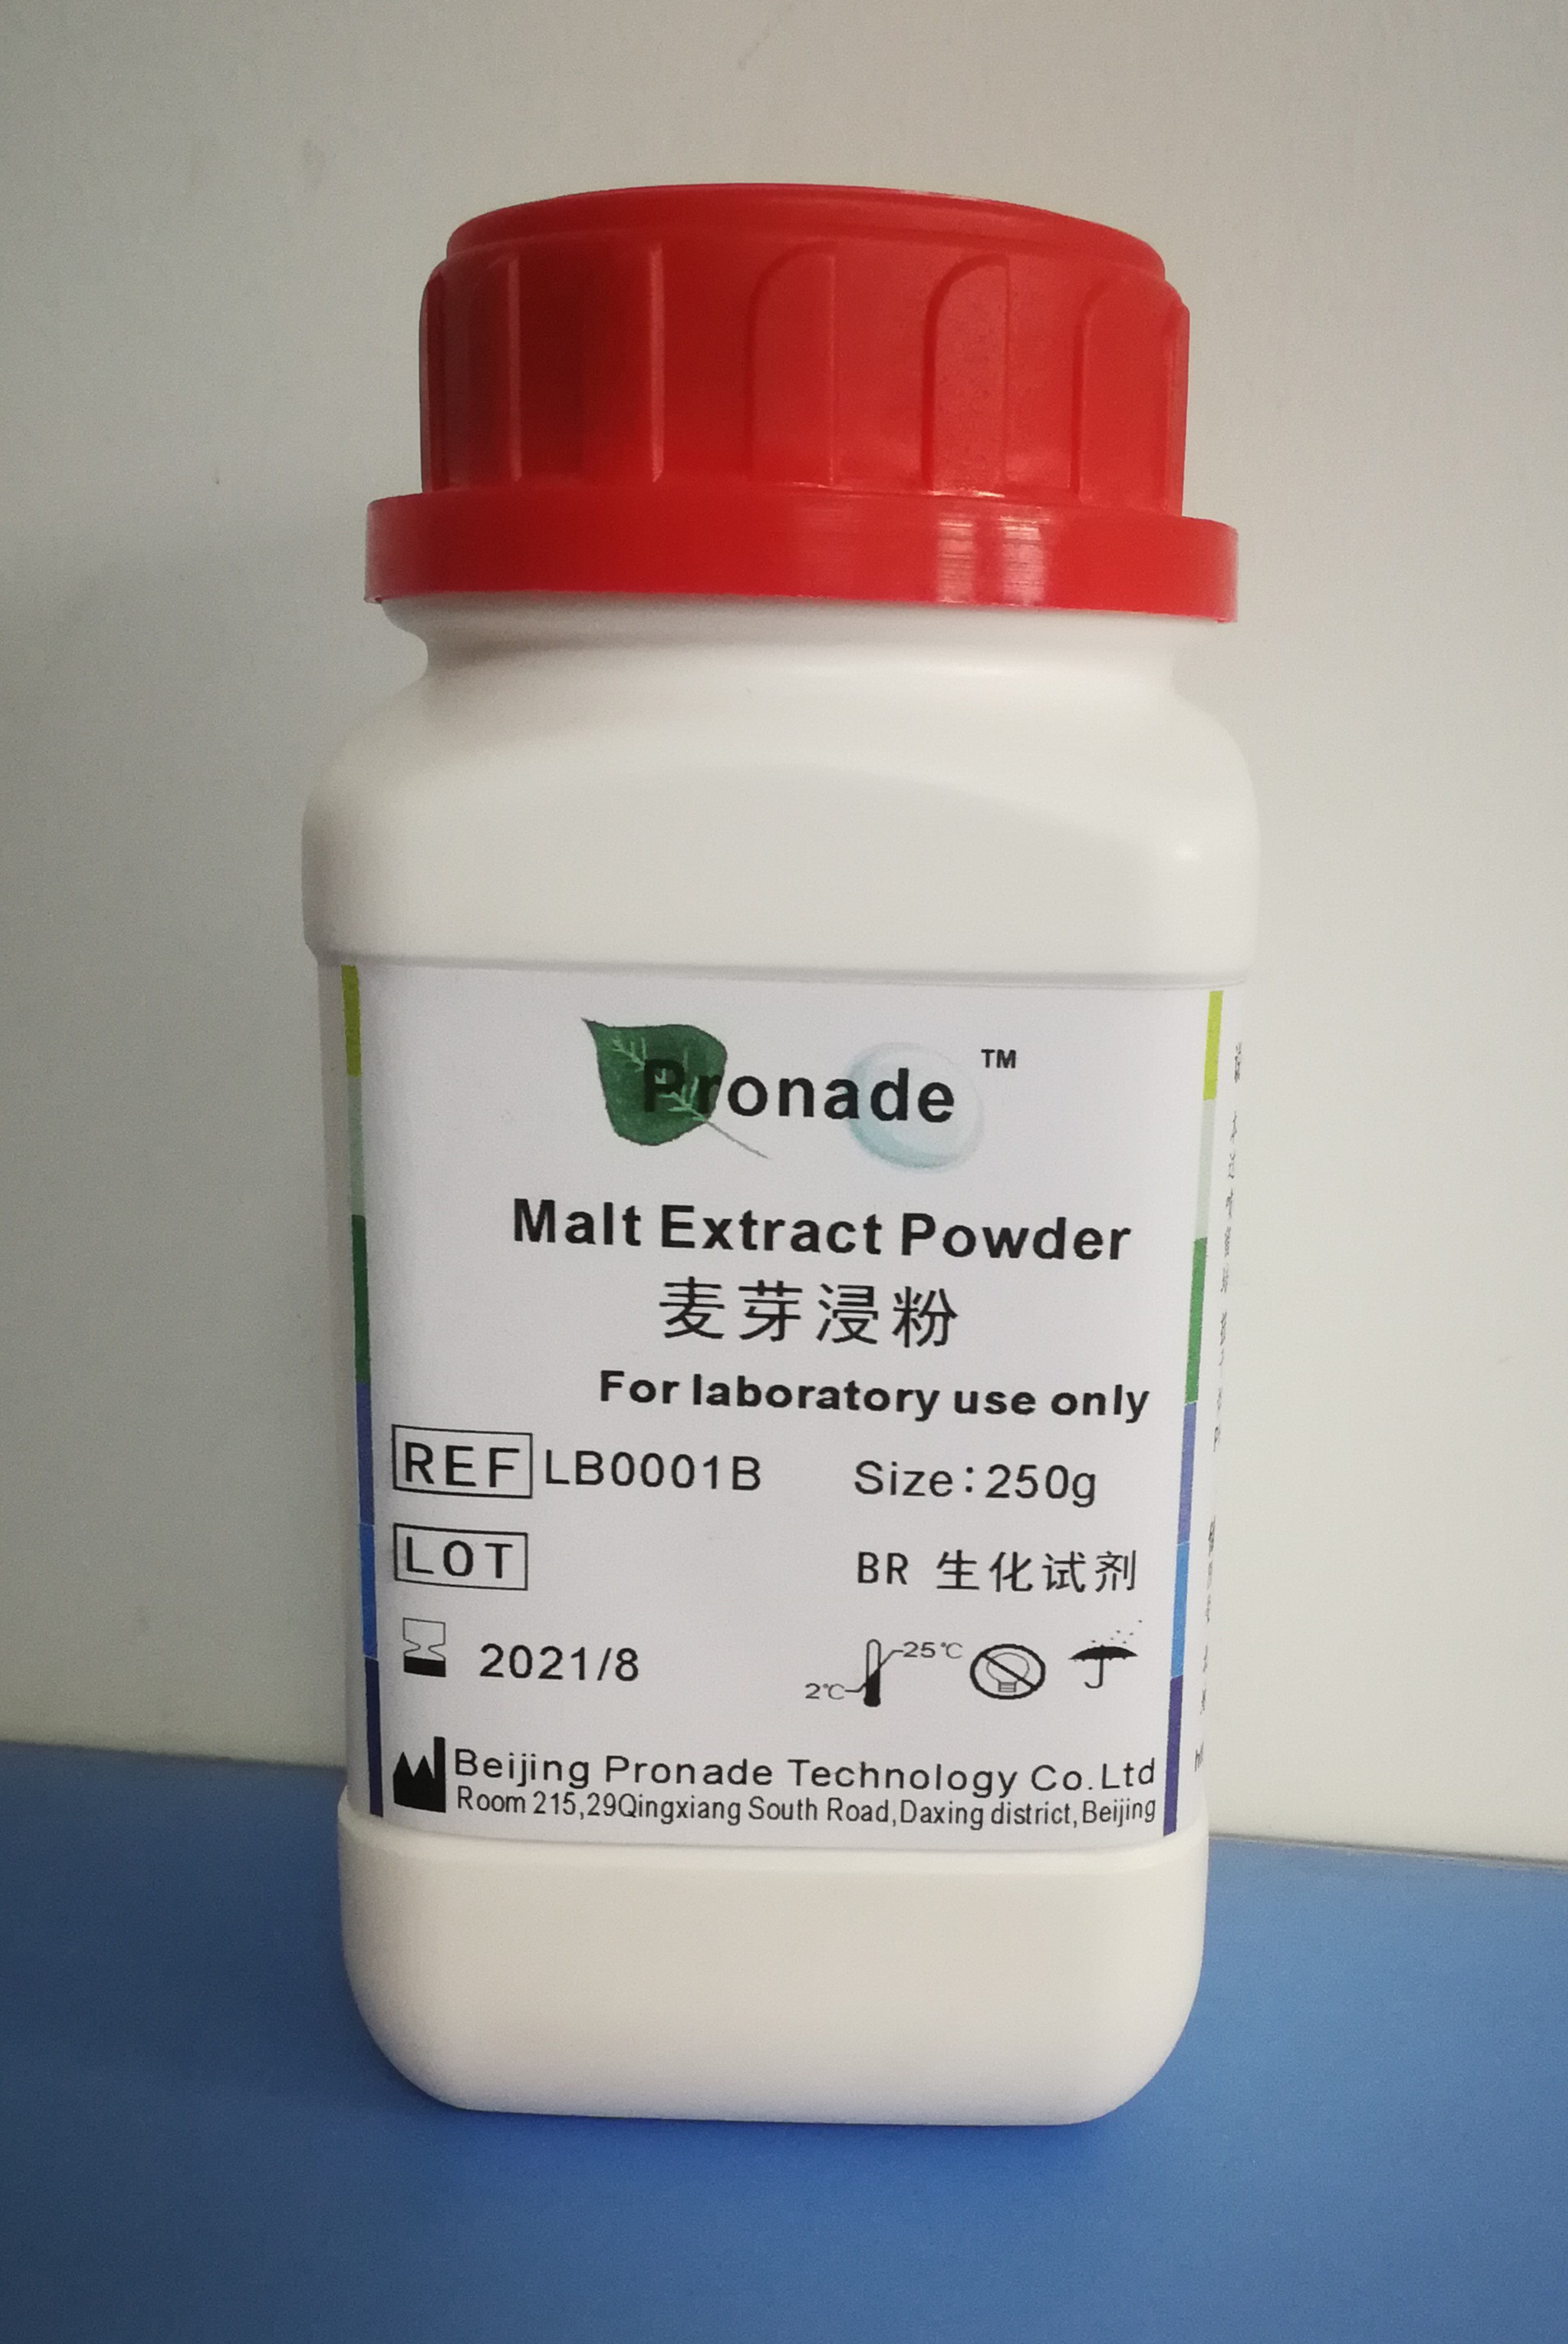 Pronade ™
Malt Extract Powder
麦芽浸粉
For laboratory use only
REF LB0001B Size:250g
LOT BR 生化试剂
2021/8 2℃ 25℃
Beijing Pronade Technology Co.Ltd
Room 215,29Qingxiang South Road,Daxing district,Beijing